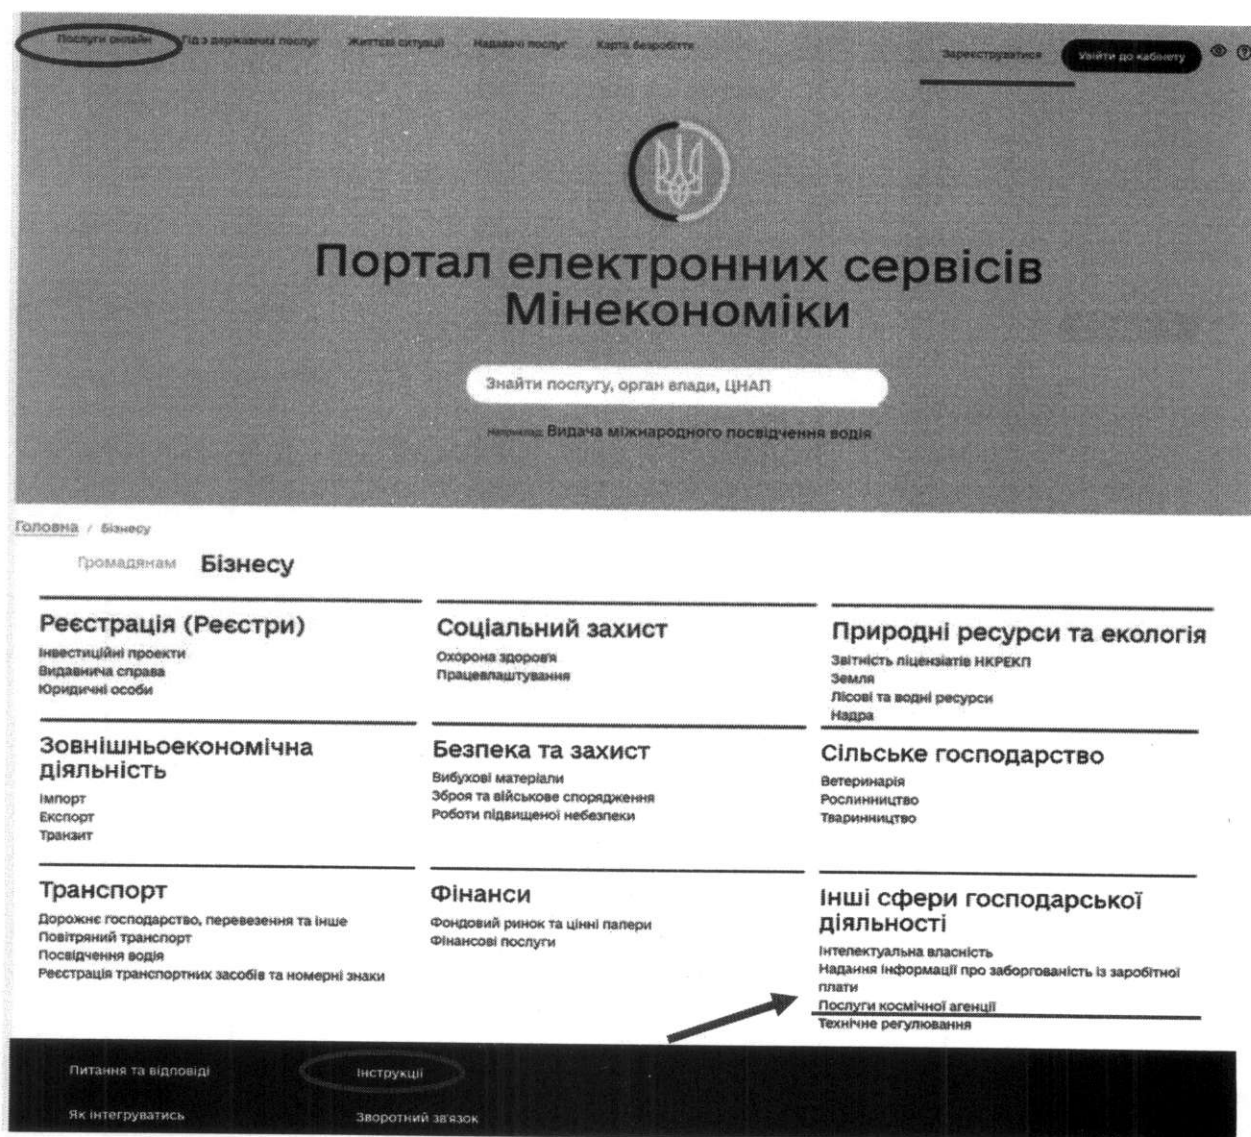 Послуги онлайн Гід з державних послуг Життєві ситуації Надавачі послуг Карта безробіття
Зареєструватися Увійти до кабінету
Портал електронних сервісів
Мінекономіки
Знайти послугу, орган влади, ЦНАП
Наприклад: Видача міжнародного посвідчення водія
Головна / Бізнесу
Громадянам Бізнесу
Реєстрація (Реєстри)
Інвестиційні проекти
Видавнича справа
Юридичні особи
Соціальний захист
Охорона здоров'я
Працевлаштування
Природні ресурси та екологія
Звітність ліцензіатів НКРЕКП
Земля
Лісові та водні ресурси
Надра
Зовнішньоекономічна
діяльність
Імпорт
Експорт
Транзит
Безпека та захист
Вибухові матеріали
Зброя та військове спорядження
Роботи підвищеної небезпеки
Сільське господарство
Ветеринарія
Рослинництво
Тваринництво
Транспорт
Дорожнє господарство, перевезення та інше
Повітряний транспорт
Посвідчення водія
Реєстрація транспортних засобів та номерні знаки
Фінанси
Фондовий ринок та цінні папери
Фінансові послуги
Інші сфери господарської
діяльності
Інтелектуальна власність
Надання інформації про заборгованість із заробітної
плати
Послуги космічної агенції
Технічне регулювання
Питання та відповіді Інструкції
Як інтегруватись Зворотний зв'язок